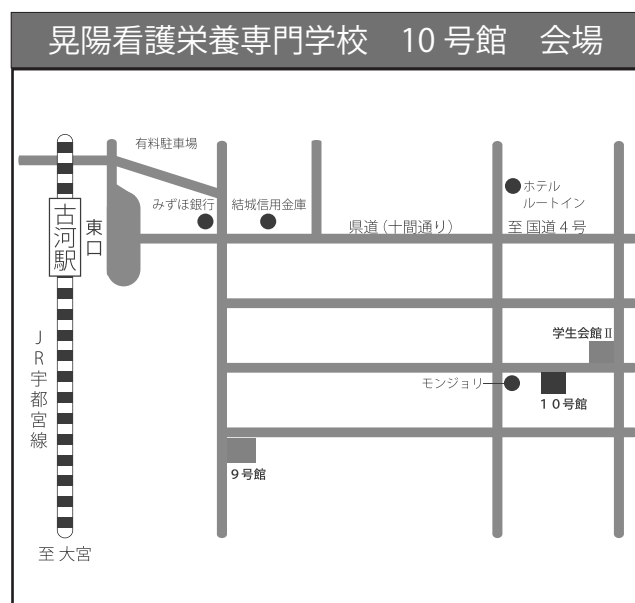 晃陽看護栄養専門学校　10 号館　会場
有料駐車場
みずほ銀行
結城信用金庫
ホテル
ルートイン
古河駅
東口
県道（十間通り）
至 国道 4 号
学生会館Ⅱ
JR宇都宮線
モンジョリ
１０号館
９号館
至 大宮